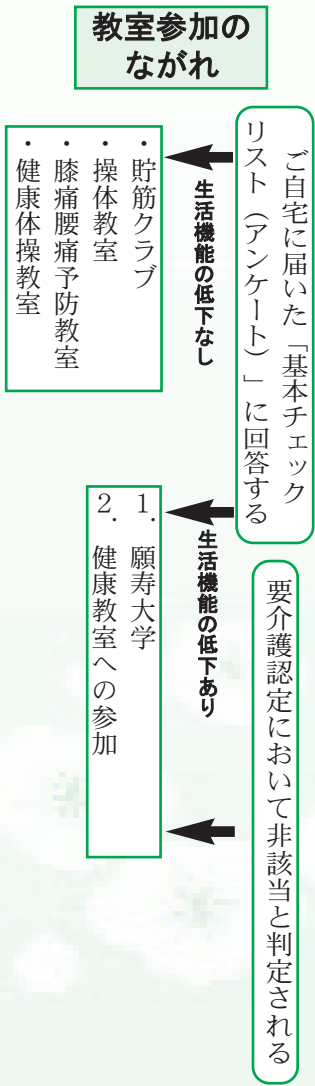 教室参加の
ながれ
ご自宅に届いた「基本チェック
リスト（アンケート）」に回答する
生活機能の低下なし
・貯筋クラブ
・操体教室
・膝痛腰痛予防教室
・健康体操教室
要介護認定において非該当と判定される
生活機能の低下あり
1. 願寿大学
2. 健康教室への参加